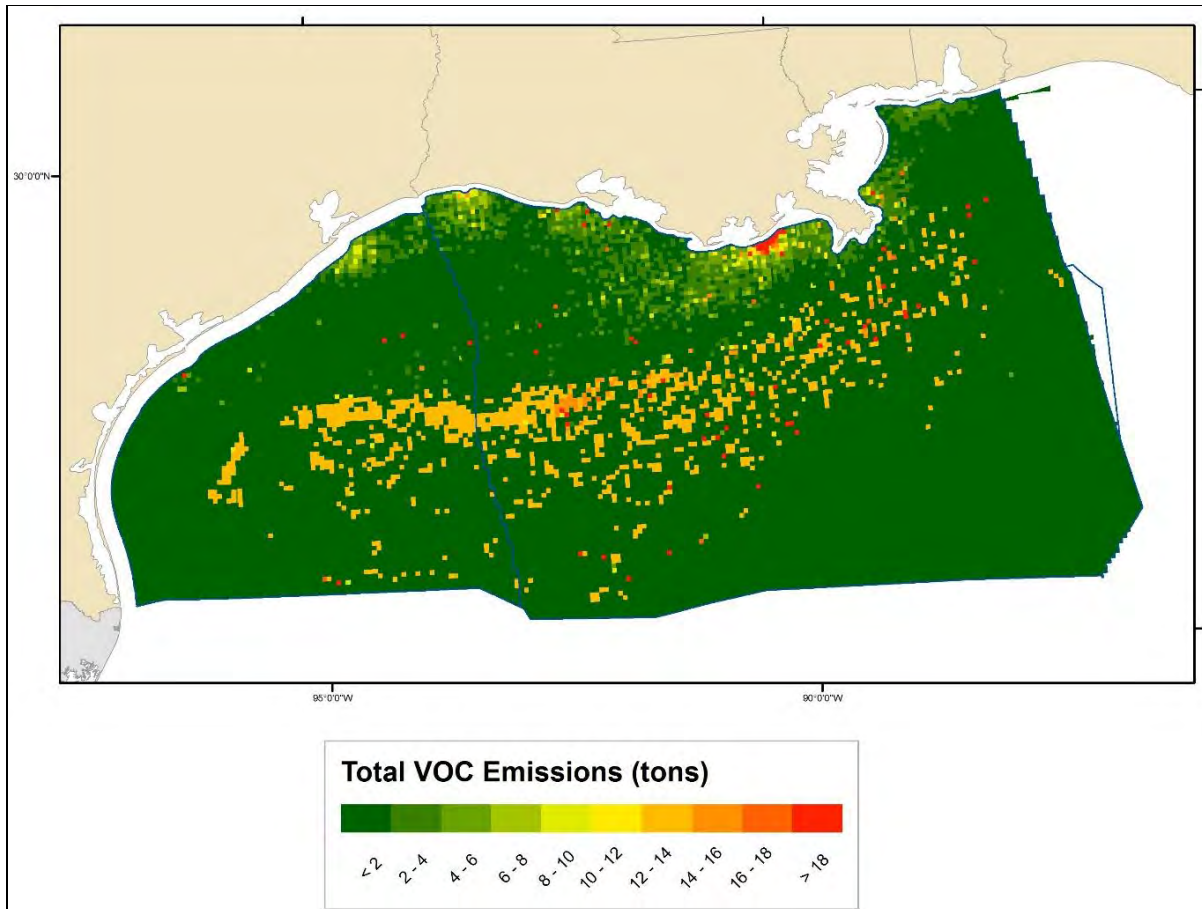 30°0'0"N
95°0'0"W
90°0'0"W
Total VOC Emissions (tons)
< 2
2 - 4
4 - 6
6 - 8
8 - 10
10 - 12
12 - 14
14 - 16
16 - 18
> 18